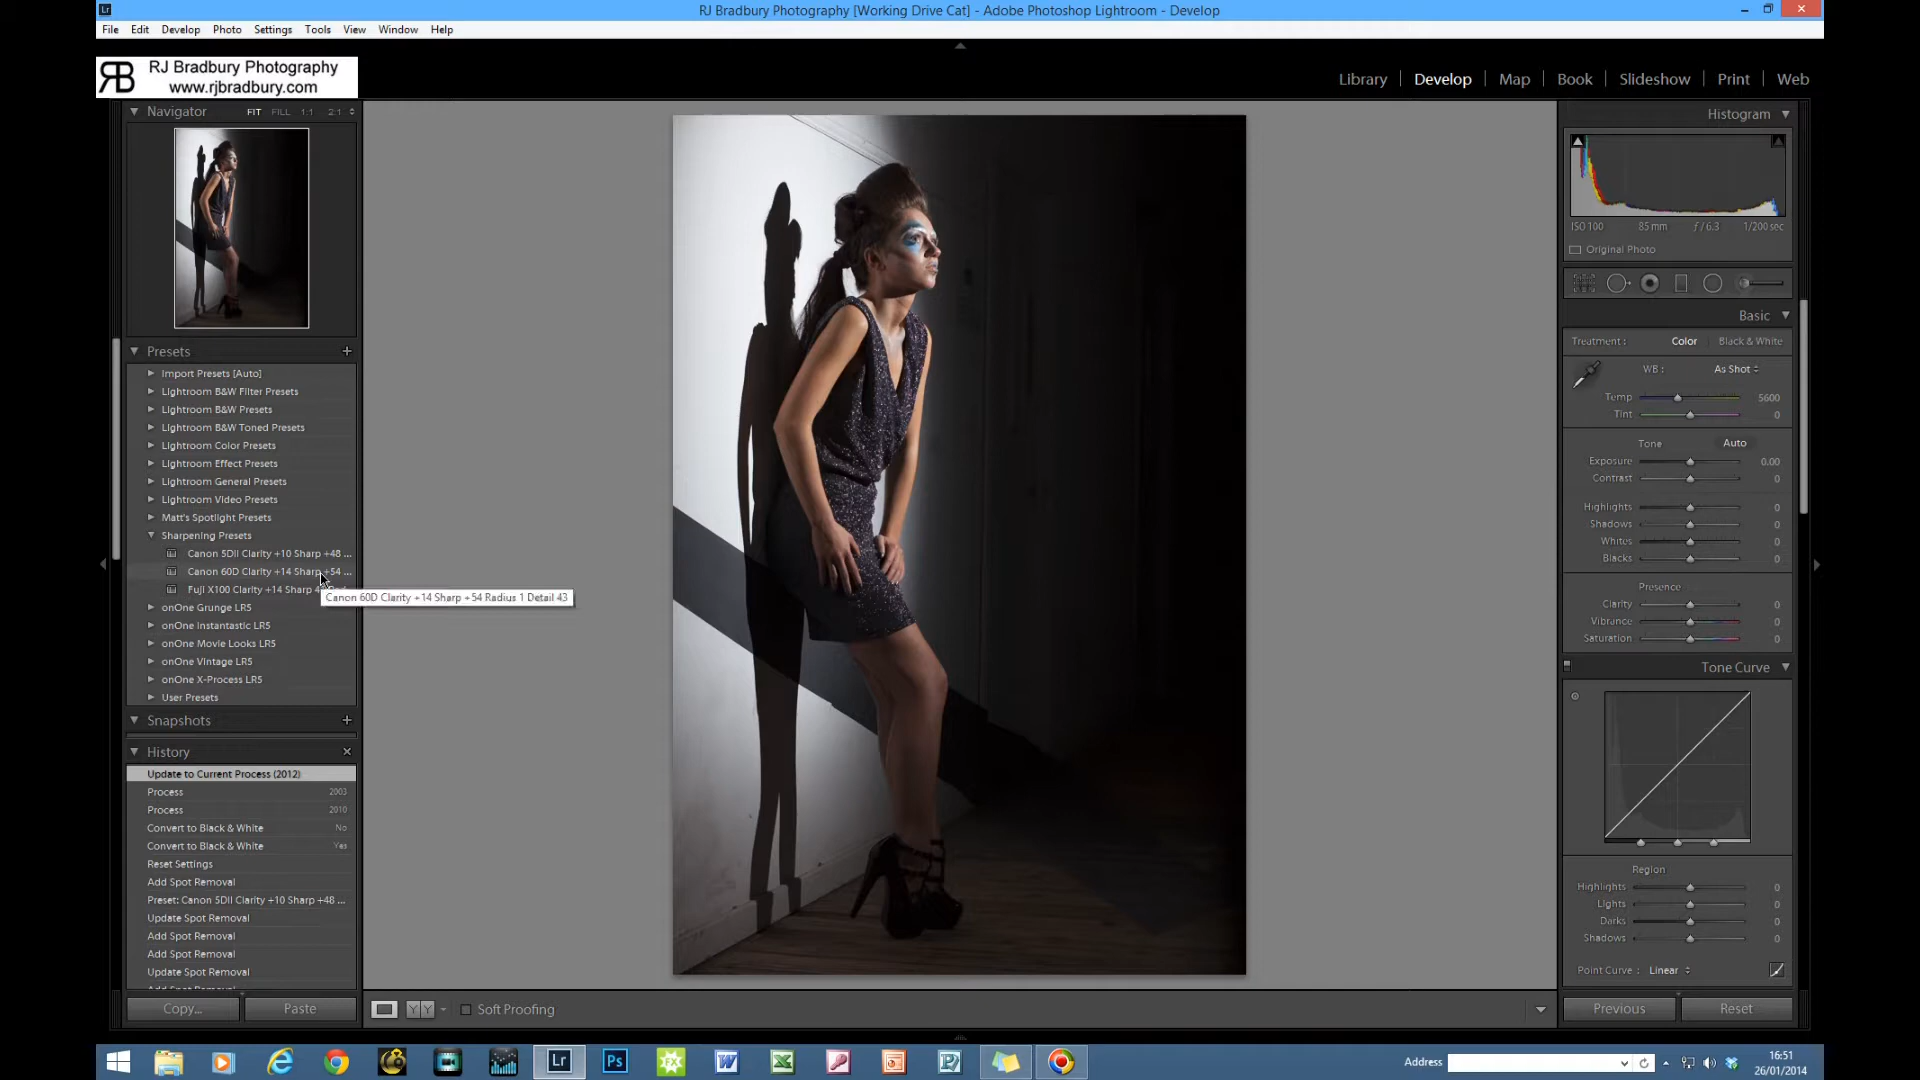 RJ Bradbury Photography [Working Drive Cat] - Adobe Photoshop Lightroom - Develop
File Edit Develop Photo Settings Tools View Window Help
RB RJ Bradbury Photography
www.rjbradbury.com
Library | Develop | Map | Book | Slideshow | Print | Web
Navigator FIT FILL 1:1 2:1
Presets +
Import Presets [Auto]
Lightroom B&W Filter Presets
Lightroom B&W Presets
Lightroom B&W Toned Presets
Lightroom Color Presets
Lightroom Effect Presets
Lightroom General Presets
Lightroom Video Presets
Matt's Spotlight Presets
Sharpening Presets
Canon 5DII Clarity +10 Sharp +48 ...
Canon 60D Clarity +14 Sharp +54 ...
Fuji X100 Clarity +14 Sharp
Canon 60D Clarity +14 Sharp +54 Radius 1 Detail 43
onOne Grunge LR5
onOne Instantastic LR5
onOne Movie Looks LR5
onOne Vintage LR5
onOne X-Process LR5
User Presets
Snapshots +
History ×
Update to Current Process (2012)
Process 2003
Process 2010
Convert to Black & White No
Convert to Black & White Yes
Reset Settings
Add Spot Removal
Preset: Canon 5DII Clarity +10 Sharp +48 ...
Update Spot Removal
Add Spot Removal
Add Spot Removal
Update Spot Removal
Add Spot Removal
Copy... Paste
Soft Proofing
Histogram
ISO 100 85 mm f / 6.3 1/200 sec
Original Photo
Basic
Treatment : Color Black & White
WB : As Shot
Temp 5600
Tint 0
Tone Auto
Exposure 0.00
Contrast 0
Highlights 0
Shadows 0
Whites 0
Blacks 0
Presence
Clarity 0
Vibrance 0
Saturation 0
Tone Curve
Region
Highlights 0
Lights 0
Darks 0
Shadows 0
Point Curve : Linear
Previous Reset
Lr Ps FX
Address
16:51
26/01/2014